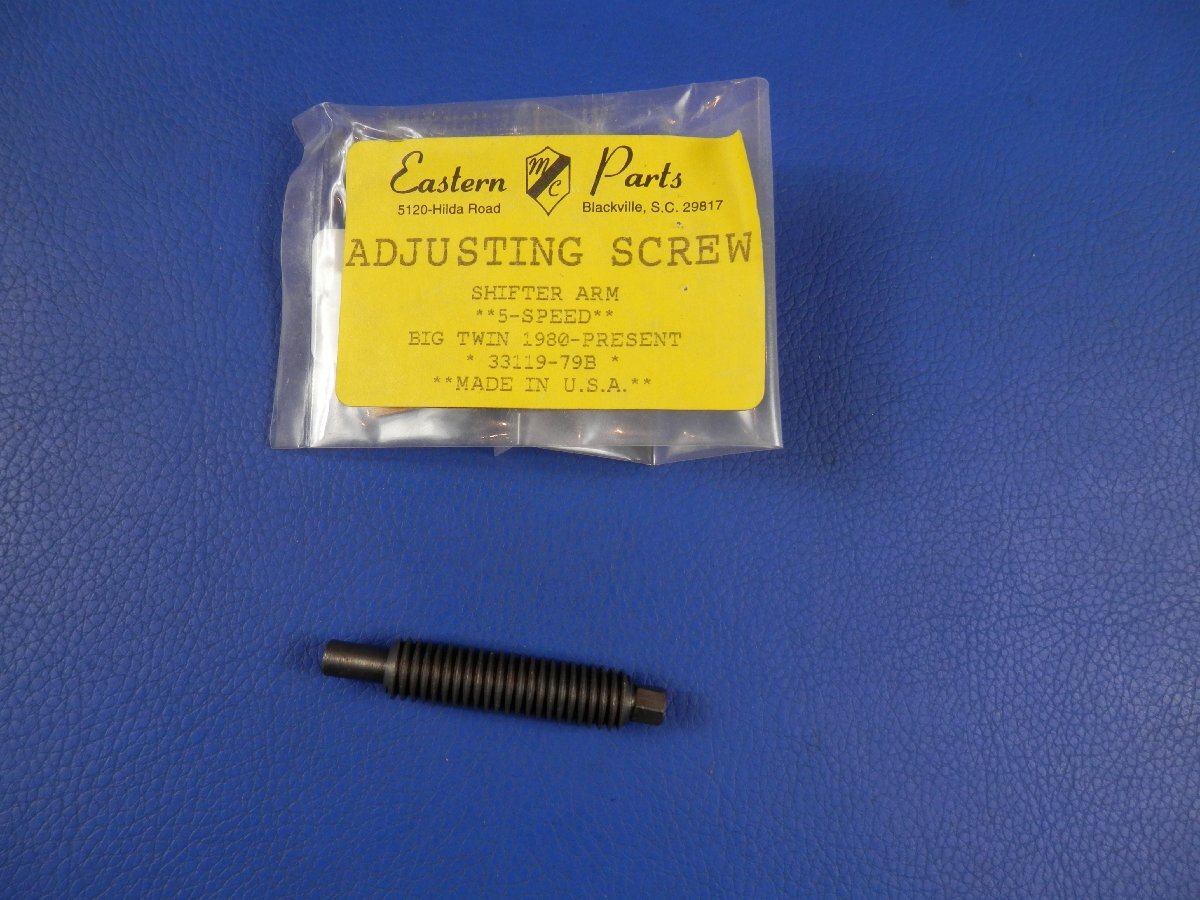 Eastern MC Parts
5120-Hilda Road Blackville, S.C. 29817
ADJUSTING SCREW
SHIFTER ARM
**5-SPEED**
BIG TWIN 1980-PRESENT
* 33119-79B *
**MADE IN U.S.A.**